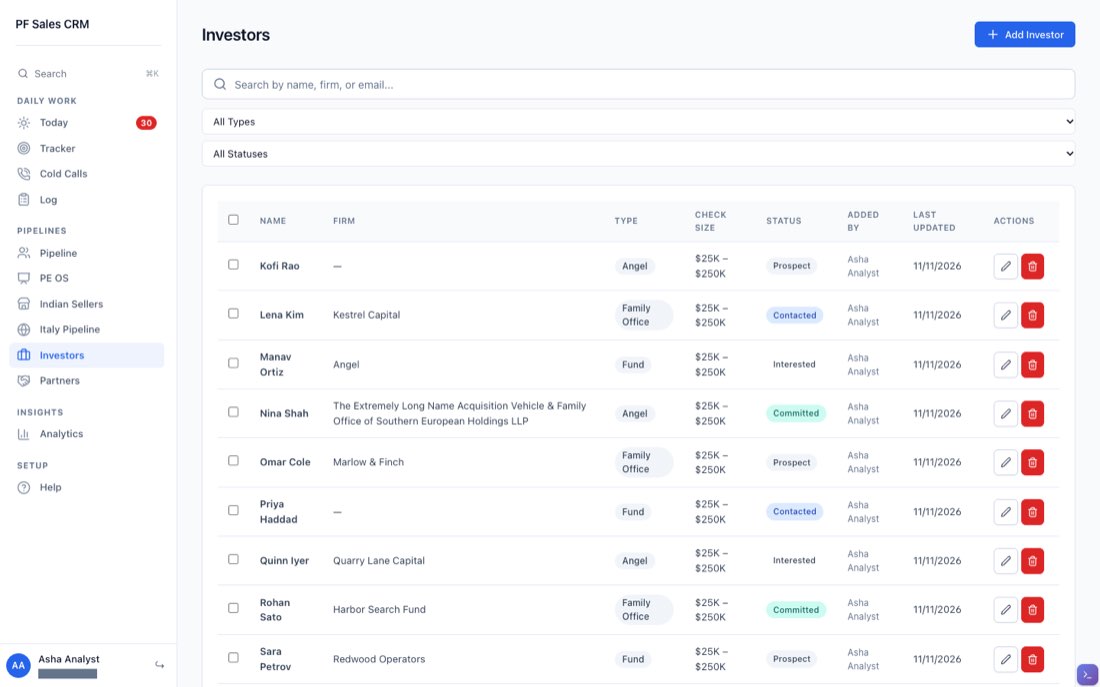 PF Sales CRM
Search ⌘K
DAILY WORK
Today 30
Tracker
Cold Calls
Log
PIPELINES
Pipeline
PE OS
Indian Sellers
Italy Pipeline
Investors
Partners
INSIGHTS
Analytics
SETUP
Help
AA Asha Analyst
Investors
+ Add Investor
Search by name, firm, or email...
All Types
All Statuses
NAME FIRM TYPE CHECK SIZE STATUS ADDED BY LAST UPDATED ACTIONS
Kofi Rao — Angel $25K – $250K Prospect Asha Analyst 11/11/2026
Lena Kim Kestrel Capital Family Office $25K – $250K Contacted Asha Analyst 11/11/2026
Manav Ortiz Angel Fund $25K – $250K Interested Asha Analyst 11/11/2026
Nina Shah The Extremely Long Name Acquisition Vehicle & Family Office of Southern European Holdings LLP Angel $25K – $250K Committed Asha Analyst 11/11/2026
Omar Cole Marlow & Finch Family Office $25K – $250K Prospect Asha Analyst 11/11/2026
Priya Haddad — Fund $25K – $250K Contacted Asha Analyst 11/11/2026
Quinn Iyer Quarry Lane Capital Angel $25K – $250K Interested Asha Analyst 11/11/2026
Rohan Sato Harbor Search Fund Family Office $25K – $250K Committed Asha Analyst 11/11/2026
Sara Petrov Redwood Operators Fund $25K – $250K Prospect Asha Analyst 11/11/2026